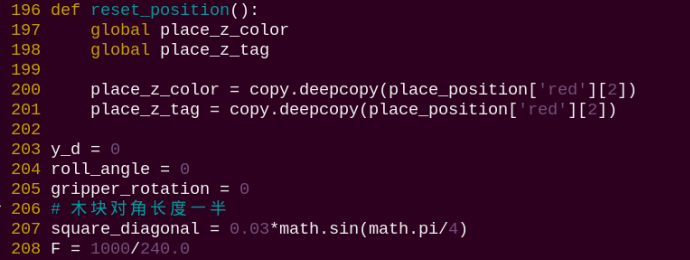 196 def reset_position():
197     global place_z_color
198     global place_z_tag
199
200     place_z_color = copy.deepcopy(place_position['red'][2])
201     place_z_tag = copy.deepcopy(place_position['red'][2])
202
203 y_d = 0
204 roll_angle = 0
205 gripper_rotation = 0
206 # 木块对角长度一半
207 square_diagonal = 0.03*math.sin(math.pi/4)
208 F = 1000/240.0